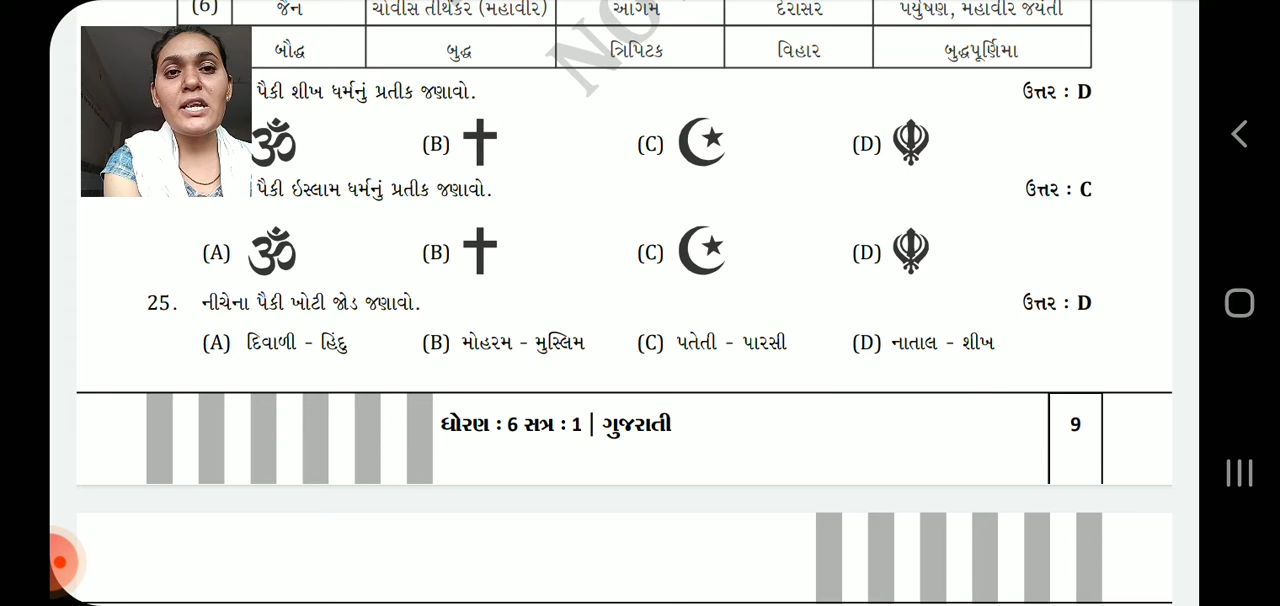 (6) જૈન ચોવીસ તીર્થંકર (મહાવીર) આગમ દેરાસર પર્યુષણ, મહાવીર જયંતી
બૌદ્ધ બુદ્ધ ત્રિપિટક વિહાર બુદ્ધપૂર્ણિમા
NO
પૈકી શીખ ધર્મનું પ્રતીક જણાવો. ઉત્તર : D
ૐ (B) (C) (D)
પૈકી ઇસ્લામ ધર્મનું પ્રતીક જણાવો. ઉત્તર : C
(A) ૐ (B) (C) (D)
25. નીચેના પૈકી ખોટી જોડ જણાવો. ઉત્તર : D
(A) દિવાળી - હિંદુ (B) મોહરમ - મુસ્લિમ (C) પતેતી - પારસી (D) નાતાલ - શીખ
ધોરણ : 6 સત્ર : 1 | ગુજરાતી 9